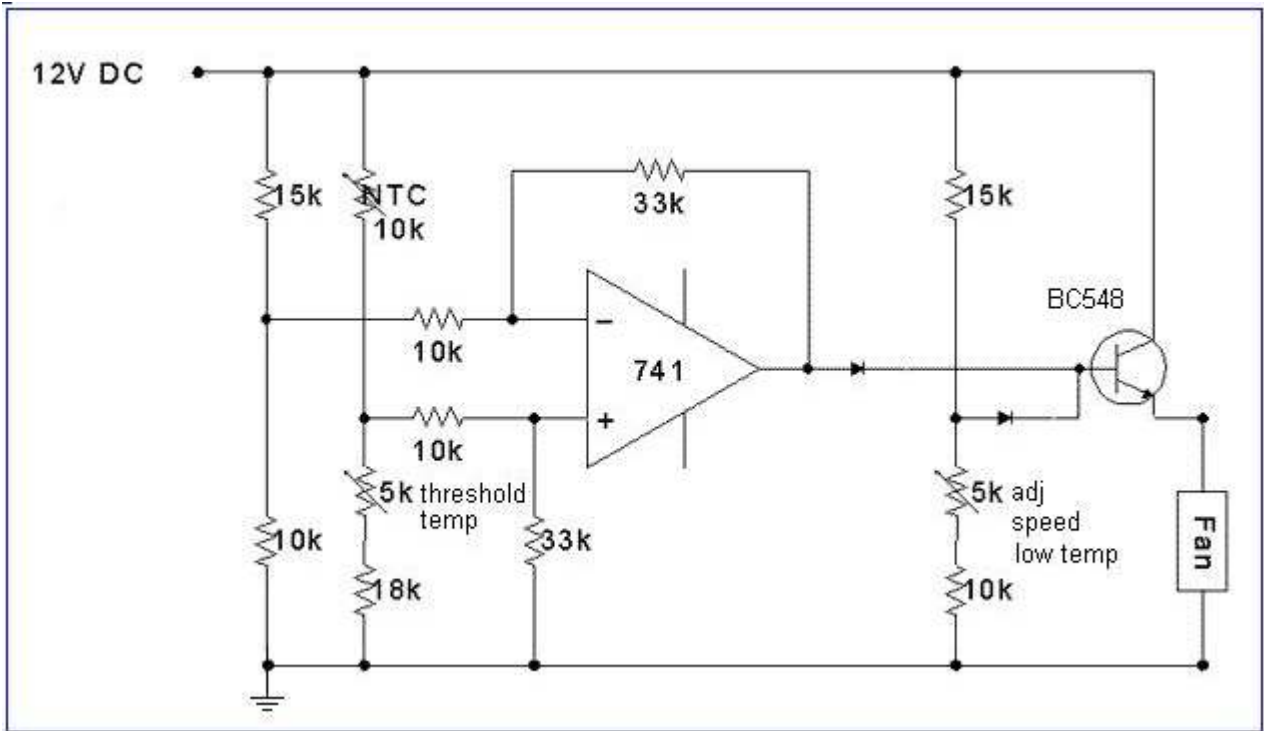 12V DC
15k
NTC
10k
33k
15k
BC548
10k
−
741
+
10k
5k threshold
temp
5k adj
speed
low temp
Fan
10k
33k
18k
10k